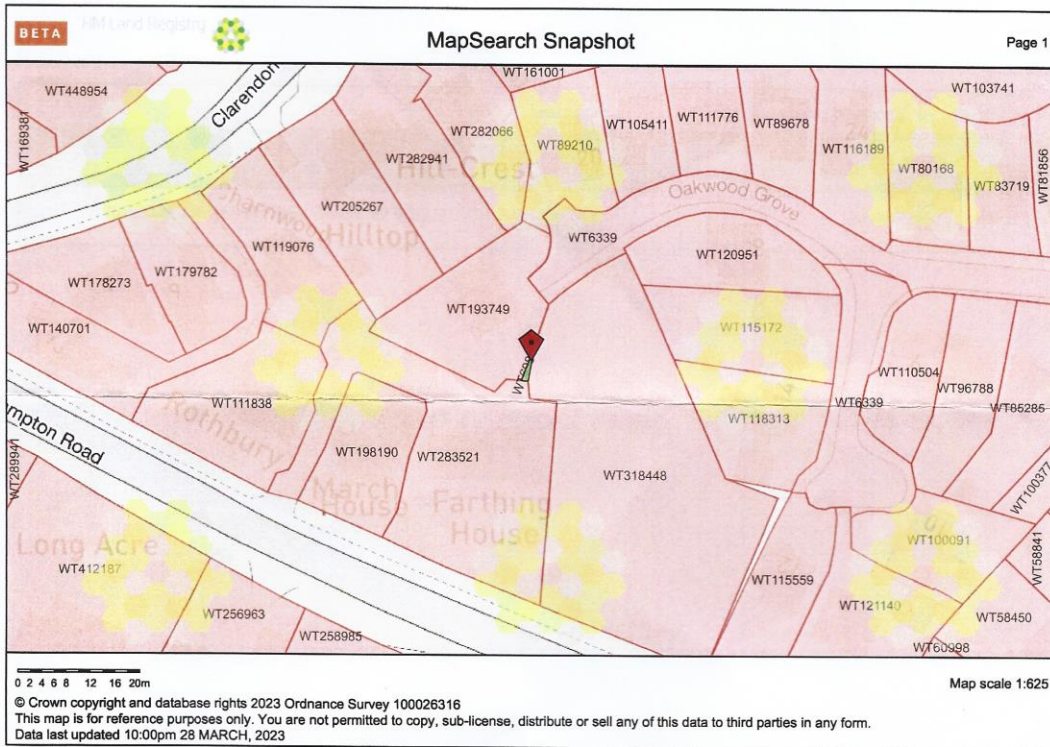 BETA
HM Land Registry
MapSearch Snapshot
Page 1
WT448954
WT169381
Clarendon
WT161001
WT282066
WT89210
20
WT105411
WT111776
WT89678
24
WT116189
WT80168
WT103741
WT83719
WT81856
WT282941
Hill-Crest
WT205267
Charnwood
Hilltop
WT119076
WT6339
Oakwood Grove
WT120951
WT178273
WT179782
9
WT140701
WT193749
WT115172
WT110504
WT96788
WT85285
WT111838
Rothbury
WT118313
WT6339
mpton Road
WT289941
WT198190
WT283521
WT318448
March
House
Farthing
House
WT100377
Long Acre
WT412187
WT100091
WT58841
WT115559
WT256963
WT121140
WT58450
WT258985
WT60998
0 2 4 6 8 12 16 20m
Map scale 1:625
© Crown copyright and database rights 2023 Ordnance Survey 100026316
This map is for reference purposes only. You are not permitted to copy, sub-license, distribute or sell any of this data to third parties in any form.
Data last updated 10:00pm 28 MARCH, 2023